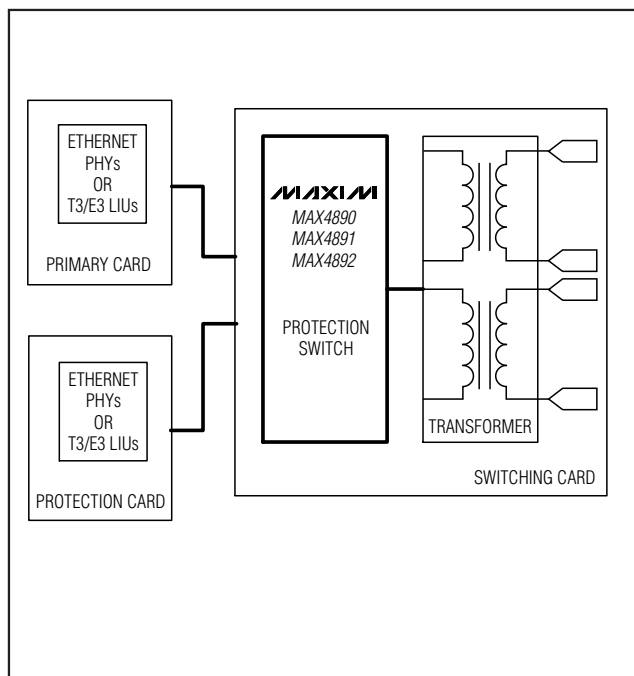 ETHERNET
PHYs
OR
T3/E3 LIUs
PRIMARY CARD
ETHERNET
PHYs
OR
T3/E3 LIUs
PROTECTION CARD
MAXIM
MAX4890
MAX4891
MAX4892
PROTECTION
SWITCH
TRANSFORMER
SWITCHING CARD